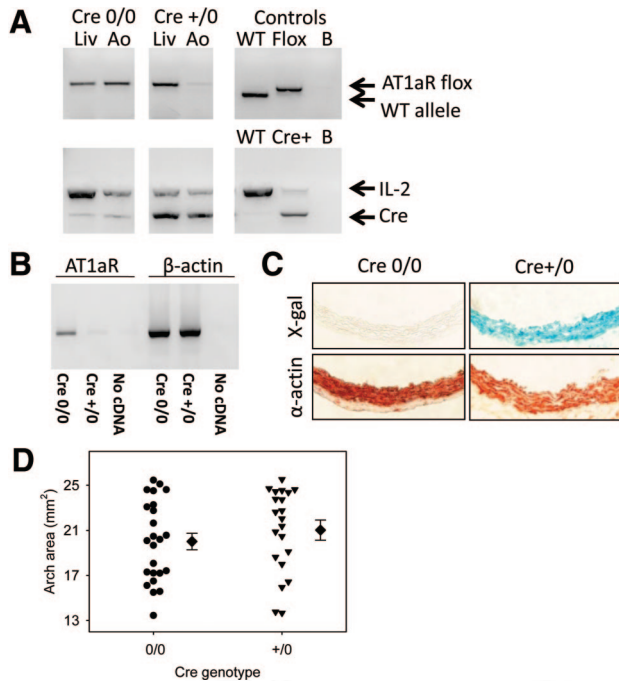 A
Cre 0/0 Cre +/0 Controls
Liv Ao Liv Ao WT Flox B
AT1aR flox
WT allele
WT Cre+ B
IL-2
Cre
B
AT1aR β-actin
Cre 0/0
Cre +/0
No cDNA
Cre 0/0
Cre +/0
No cDNA
C
Cre 0/0 Cre+/0
X-gal
α-actin
D
Arch area (mm²)
25
21
17
13
0/0 +/0
Cre genotype